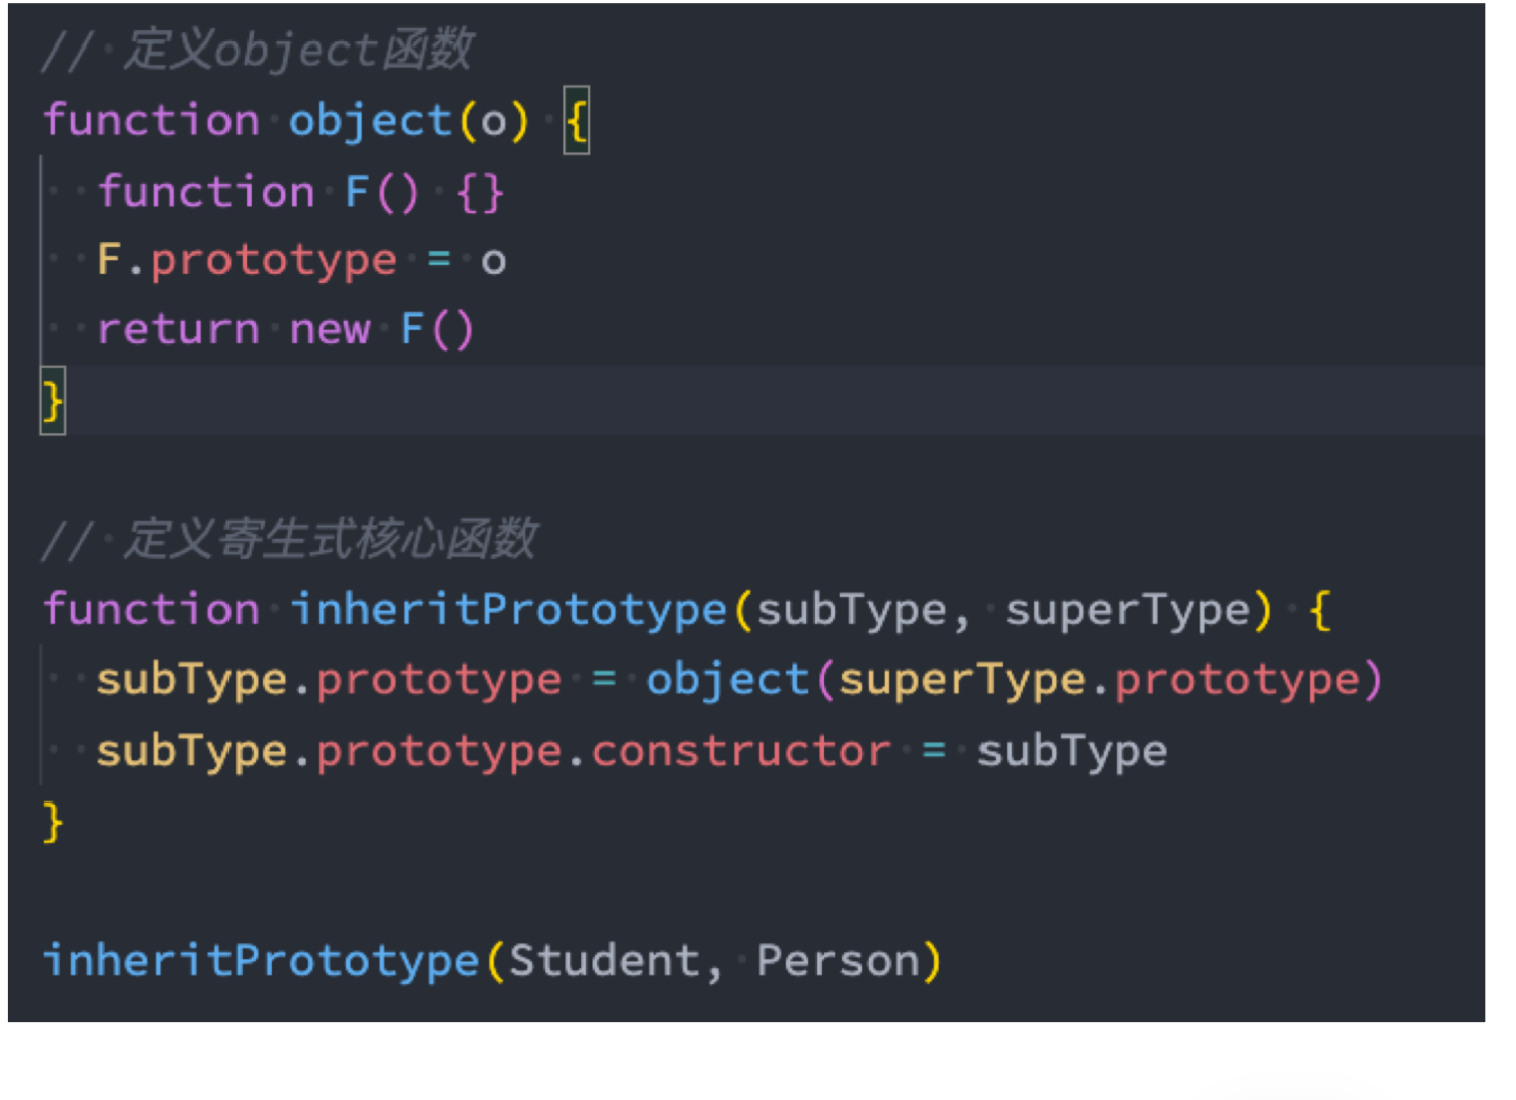 // 定义object函数
function object(o) {
  function F() {}
  F.prototype = o
  return new F()
}
// 定义寄生式核心函数
function inheritPrototype(subType, superType) {
  subType.prototype = object(superType.prototype)
  subType.prototype.constructor = subType
}
inheritPrototype(Student, Person)